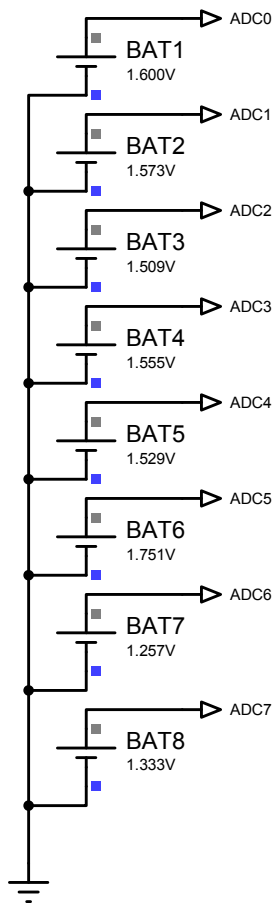 ADC0
BAT1
1.600V
ADC1
BAT2
1.573V
ADC2
BAT3
1.509V
ADC3
BAT4
1.555V
ADC4
BAT5
1.529V
ADC5
BAT6
1.751V
ADC6
BAT7
1.257V
ADC7
BAT8
1.333V